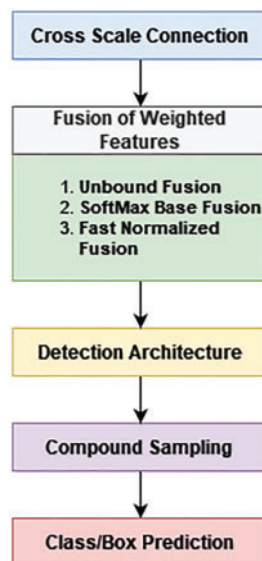 Cross Scale Connection
Fusion of Weighted
Features
1. Unbound Fusion
2. SoftMax Base Fusion
3. Fast Normalized
Fusion
Detection Architecture
Compound Sampling
Class/Box Prediction